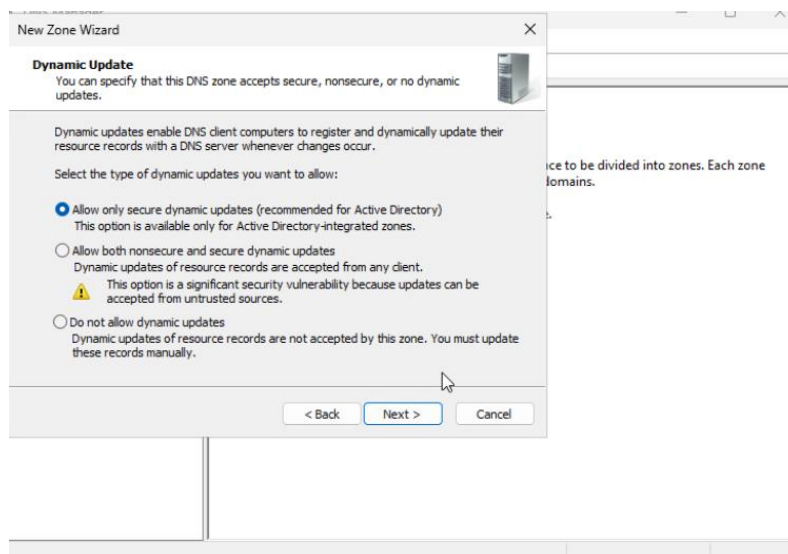 New Zone Wizard
Dynamic Update
You can specify that this DNS zone accepts secure, nonsecure, or no dynamic
updates.
Dynamic updates enable DNS client computers to register and dynamically update their
resource records with a DNS server whenever changes occur.
Select the type of dynamic updates you want to allow:
Allow only secure dynamic updates (recommended for Active Directory)
This option is available only for Active Directory-integrated zones.
Allow both nonsecure and secure dynamic updates
Dynamic updates of resource records are accepted from any client.
This option is a significant security vulnerability because updates can be
accepted from untrusted sources.
Do not allow dynamic updates
Dynamic updates of resource records are not accepted by this zone. You must update
these records manually.
< Back Next > Cancel
ce to be divided into zones. Each zone
domains.